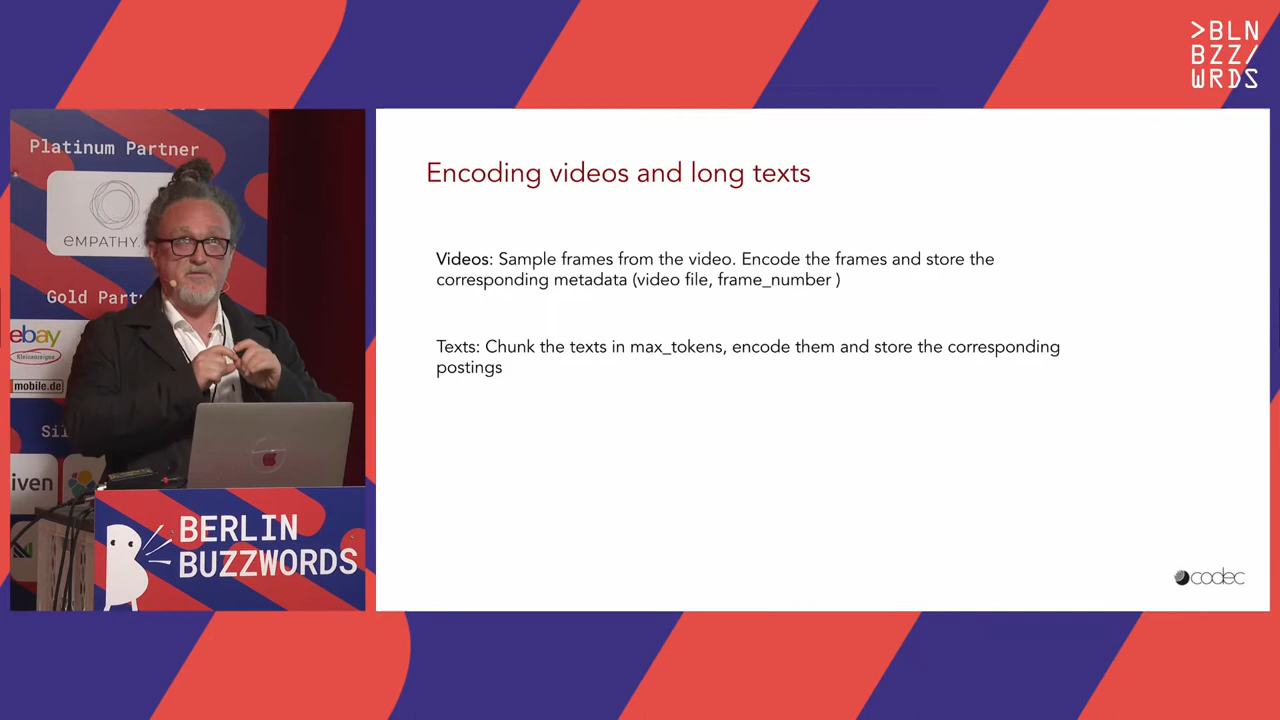 >BLN
BZZ/
WRDS
Platinum Partner
eMPATHY.
Gold Part
ebay
Kleinanzeigen
mobile.de
Sil
iven
BERLIN
BUZZWORDS
Encoding videos and long texts
Videos: Sample frames from the video. Encode the frames and store the
corresponding metadata (video file, frame_number )
Texts: Chunk the texts in max_tokens, encode them and store the corresponding
postings
codec